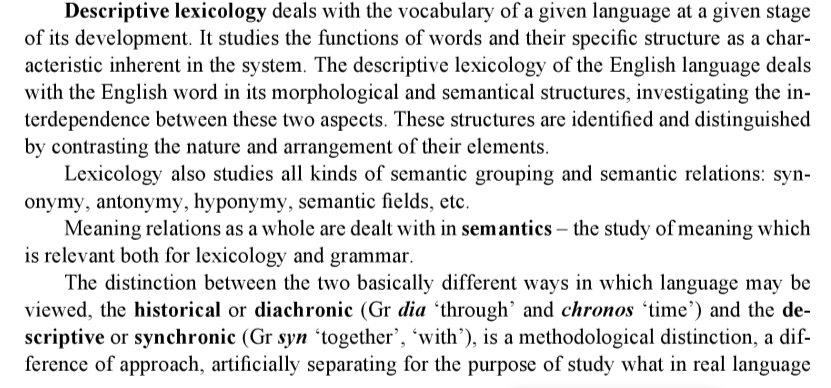 Descriptive lexicology deals with the vocabulary of a given language at a given stage
of its development. It studies the functions of words and their specific structure as a char-
acteristic inherent in the system. The descriptive lexicology of the English language deals
with the English word in its morphological and semantical structures, investigating the in-
terdependence between these two aspects. These structures are identified and distinguished
by contrasting the nature and arrangement of their elements.
Lexicology also studies all kinds of semantic grouping and semantic relations: syn-
onymy, antonymy, hyponymy, semantic fields, etc.
Meaning relations as a whole are dealt with in semantics – the study of meaning which
is relevant both for lexicology and grammar.
The distinction between the two basically different ways in which language may be
viewed, the historical or diachronic (Gr dia ‘through’ and chronos ‘time’) and the de-
scriptive or synchronic (Gr syn ‘together’, ‘with’), is a methodological distinction, a dif-
ference of approach, artificially separating for the purpose of study what in real language